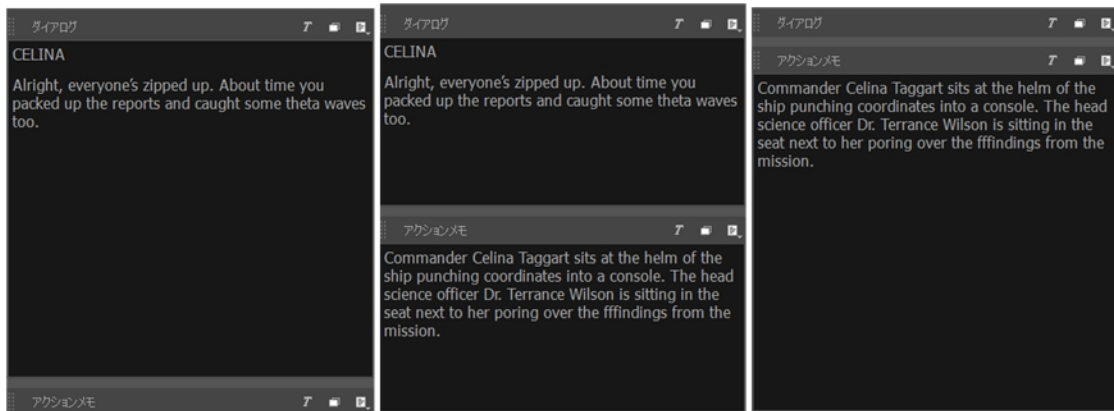 ダイアログ
CELINA
Alright, everyone's zipped up. About time you
packed up the reports and caught some theta waves
too.
アクションメモ
ダイアログ
CELINA
Alright, everyone's zipped up. About time you
packed up the reports and caught some theta waves
too.
アクションメモ
Commander Celina Taggart sits at the helm of the
ship punching coordinates into a console. The head
science officer Dr. Terrance Wilson is sitting in the
seat next to her poring over the fffindings from the
mission.
ダイアログ
アクションメモ
Commander Celina Taggart sits at the helm of the
ship punching coordinates into a console. The head
science officer Dr. Terrance Wilson is sitting in the
seat next to her poring over the fffindings from the
mission.